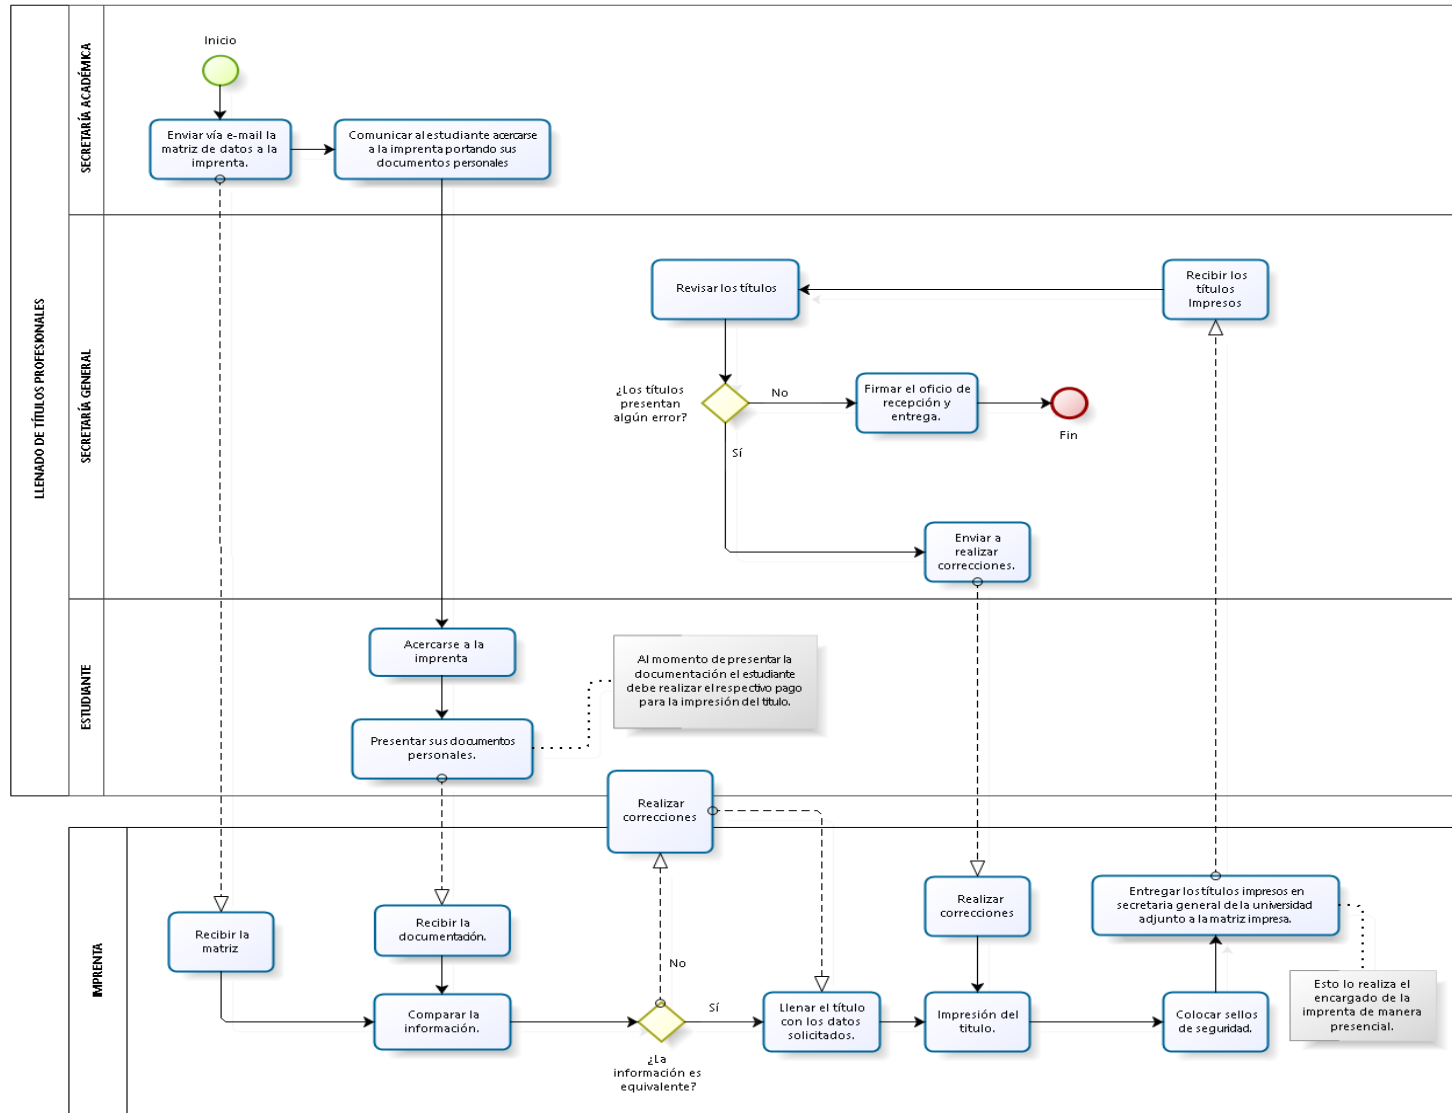 LLENADO DE TÍTULOS PROFESIONALES
SECRETARÍA ACADÉMICA
Inicio
Enviar vía e-mail la
matriz de datos a la
imprenta.
Comunicar al estudiante acercarse
a la imprenta portando sus
documentos personales
SECRETARÍA GENERAL
Revisar los títulos
Recibir los
títulos
Impresos
¿Los títulos
presentan
algún error?
No
Firmar el oficio de
recepción y
entrega.
Fin
Sí
Enviar a
realizar
correcciones.
ESTUDIANTE
Acercarse a la
imprenta
Al momento de presentar la
documentación el estudiante
debe realizar el respectivo pago
para la impresión del título.
Presentar sus documentos
personales.
Realizar
correcciones
IMPRENTA
Recibir la
matriz
Recibir la
documentación.
Comparar la
información.
No
Sí
¿La
información es
equivalente?
Llenar el título
con los datos
solicitados.
Realizar
correcciones
Impresión del
titulo.
Entregar los títulos impresos en
secretaria general de la universidad
adjunto a la matriz impresa.
Colocar sellos
de seguridad.
Esto lo realiza el
encargado de la
imprenta de manera
presencial.